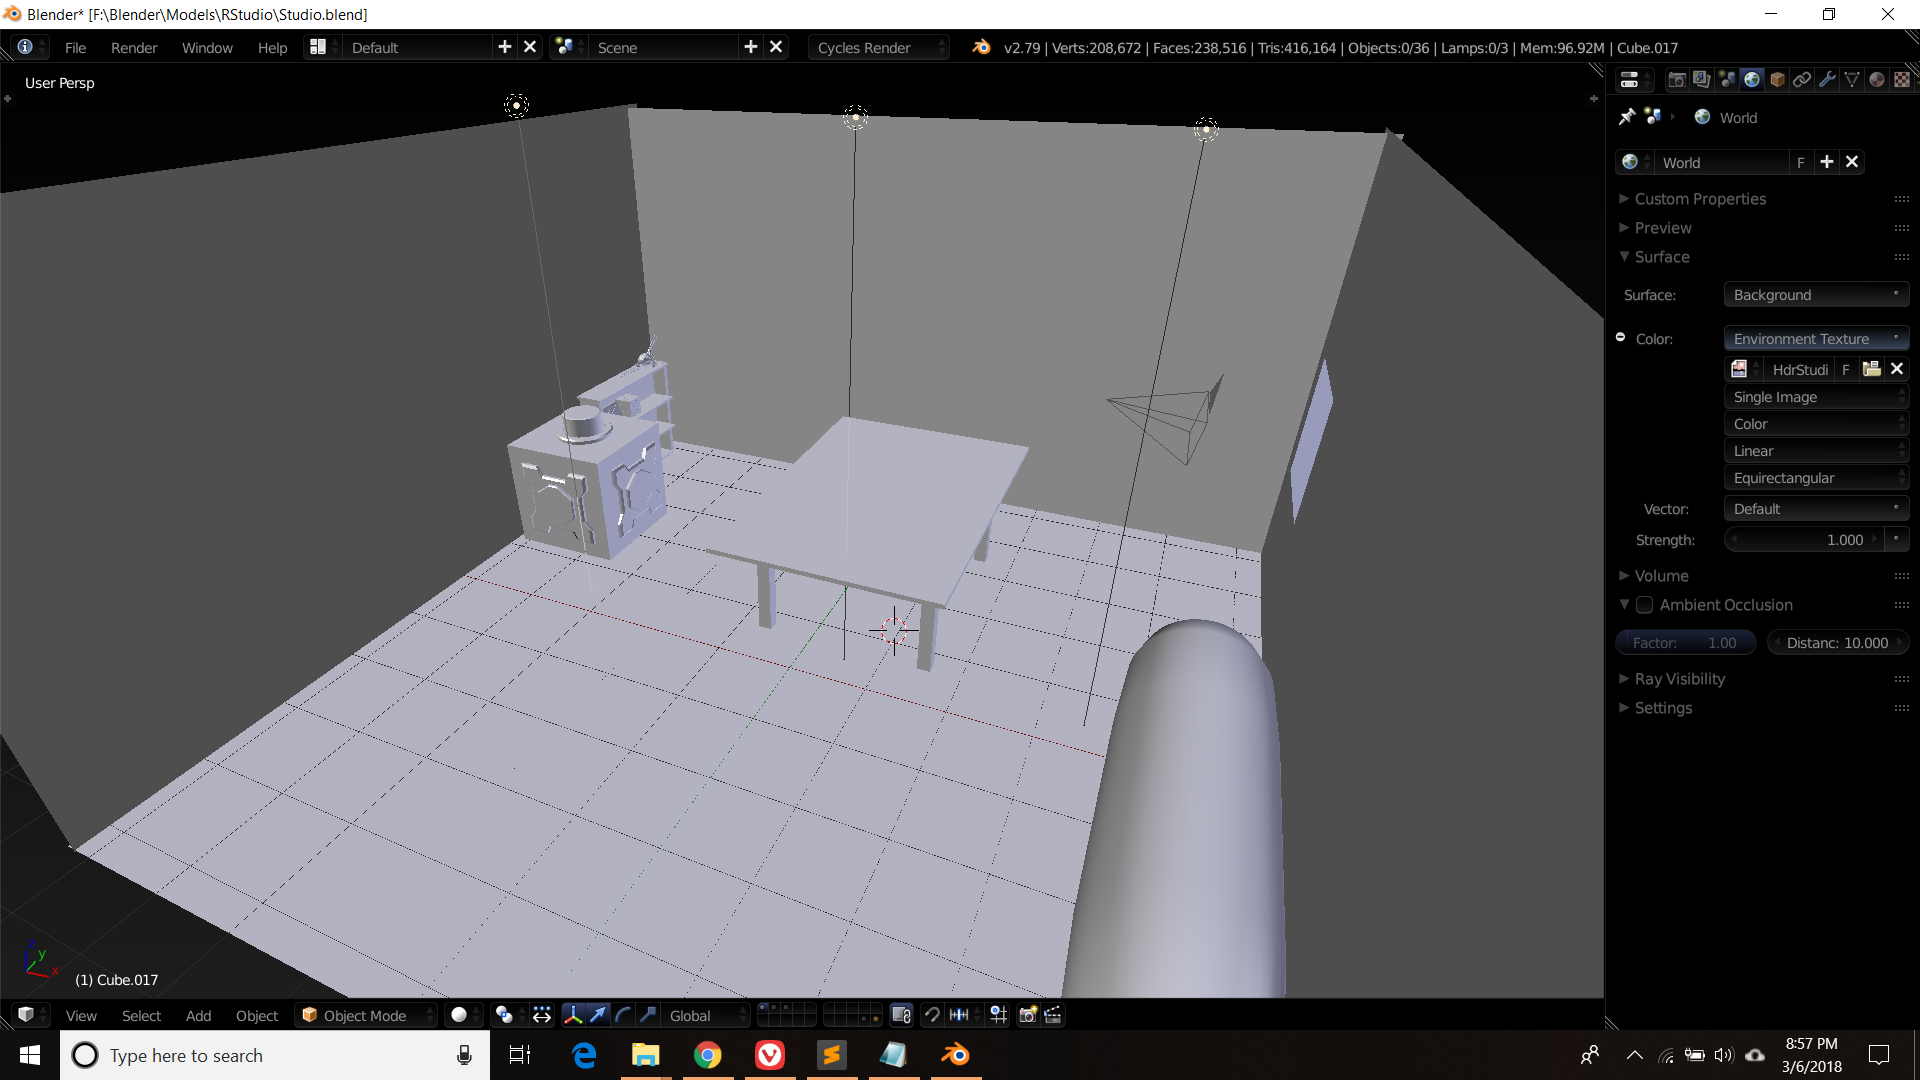 Blender* [F:\Blender\Models\RStudio\Studio.blend]
File Render Window Help Default Scene Cycles Render v2.79 | Verts:208,672 | Faces:238,516 | Tris:416,164 | Objects:0/36 | Lamps:0/3 | Mem:96.92M | Cube.017
User Persp
World
World F
Custom Properties
Preview
Surface
Surface: Background
Color: Environment Texture
HdrStudi F
Single Image
Color
Linear
Equirectangular
Vector: Default
Strength: 1.000
Volume
Ambient Occlusion
Factor: 1.00 Distanc: 10.000
Ray Visibility
Settings
y
x
(1) Cube.017
View Select Add Object Object Mode Global
Type here to search
8:57 PM
3/6/2018